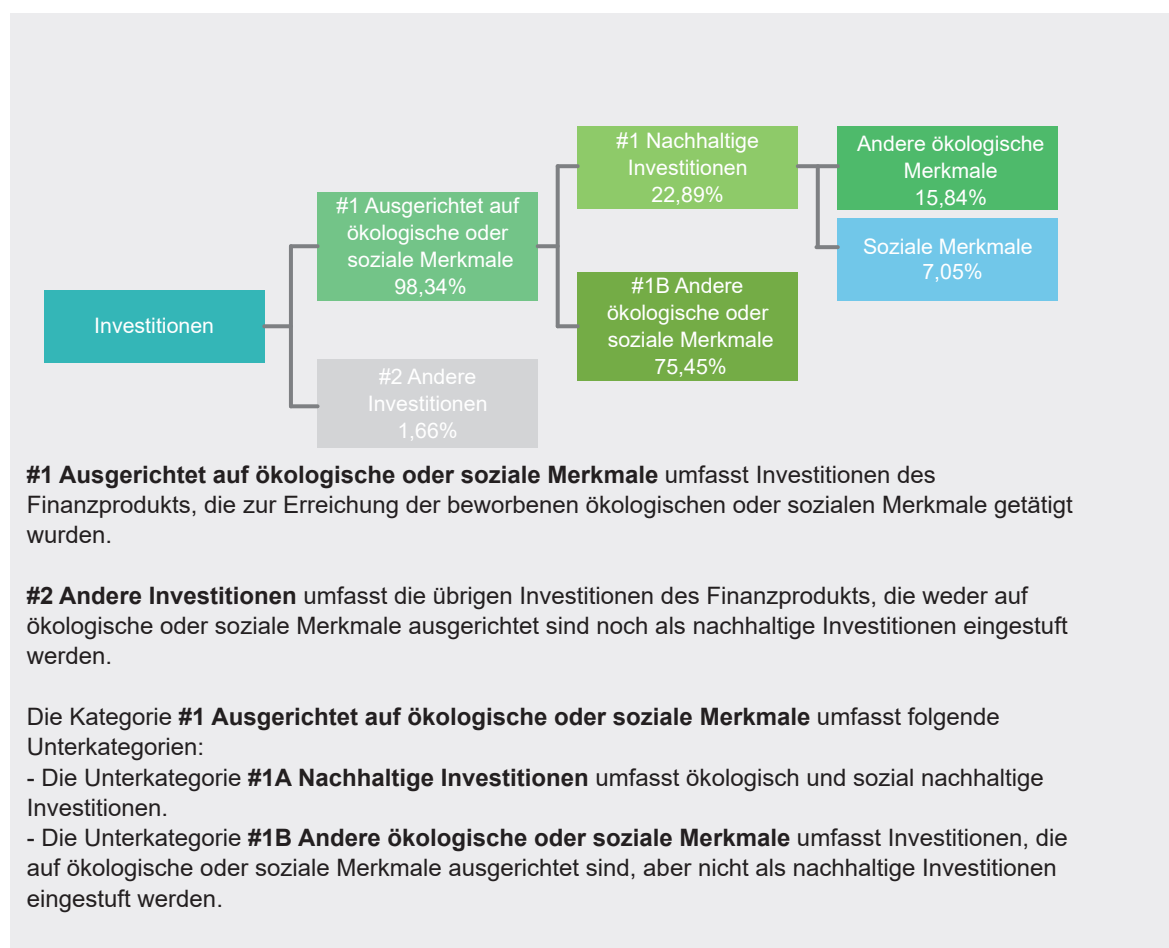 #1 Nachhaltige
Investitionen
22,89%
Andere ökologische
Merkmale
15,84%
#1 Ausgerichtet auf
ökologische oder
soziale Merkmale
98,34%
Soziale Merkmale
7,05%
#1B Andere
ökologische oder
soziale Merkmale
75,45%
Investitionen
#2 Andere
Investitionen
1,66%
#1 Ausgerichtet auf ökologische oder soziale Merkmale umfasst Investitionen des
Finanzprodukts, die zur Erreichung der beworbenen ökologischen oder sozialen Merkmale getätigt
wurden.
#2 Andere Investitionen umfasst die übrigen Investitionen des Finanzprodukts, die weder auf
ökologische oder soziale Merkmale ausgerichtet sind noch als nachhaltige Investitionen eingestuft
werden.
Die Kategorie #1 Ausgerichtet auf ökologische oder soziale Merkmale umfasst folgende
Unterkategorien:
- Die Unterkategorie #1A Nachhaltige Investitionen umfasst ökologisch und sozial nachhaltige
Investitionen.
- Die Unterkategorie #1B Andere ökologische oder soziale Merkmale umfasst Investitionen, die
auf ökologische oder soziale Merkmale ausgerichtet sind, aber nicht als nachhaltige Investitionen
eingestuft werden.